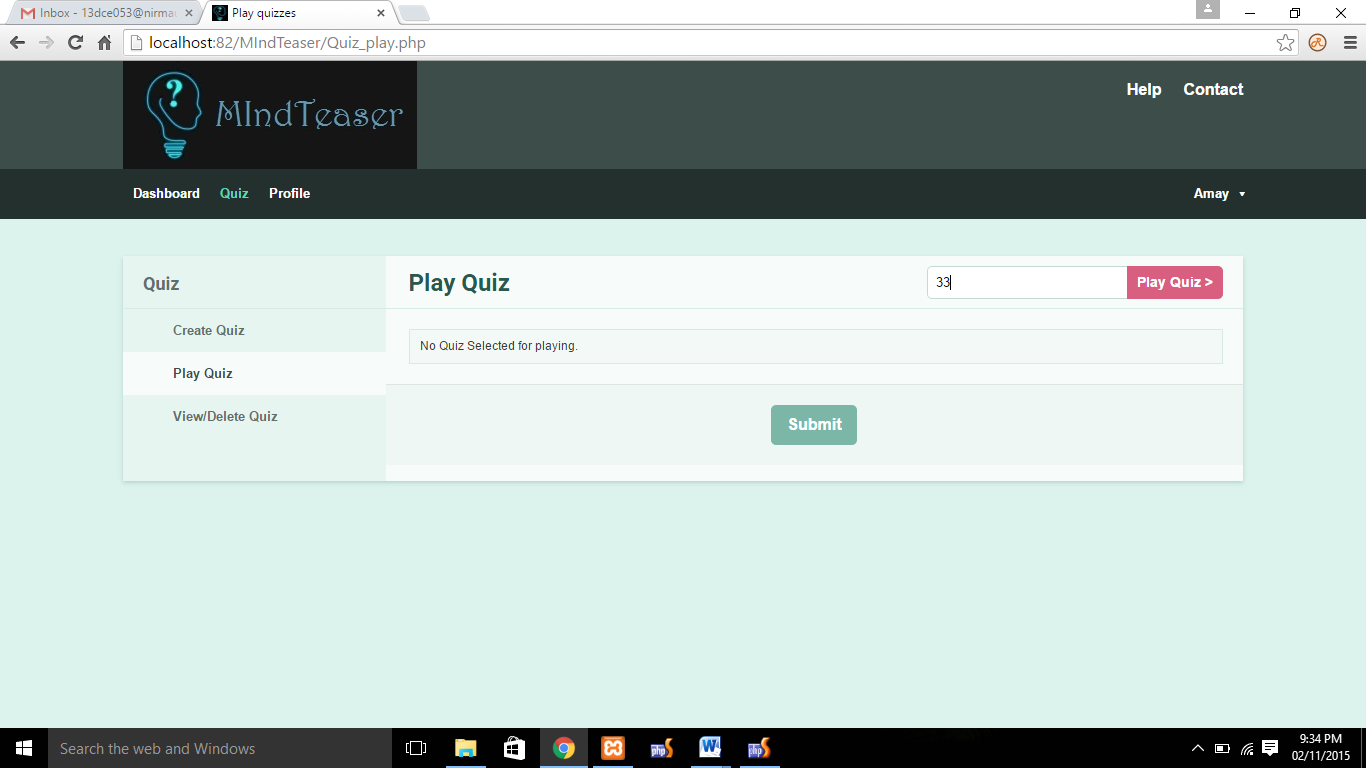 Inbox - 13dce053@nirma
Play quizzes
localhost:82/MIndTeaser/Quiz_play.php
?
MIndTeaser
Help
Contact
Dashboard
Quiz
Profile
Amay
Quiz
Play Quiz
33
Play Quiz >
Create Quiz
No Quiz Selected for playing.
Play Quiz
View/Delete Quiz
Submit
Search the web and Windows
php
W
php
9:34 PM
02/11/2015